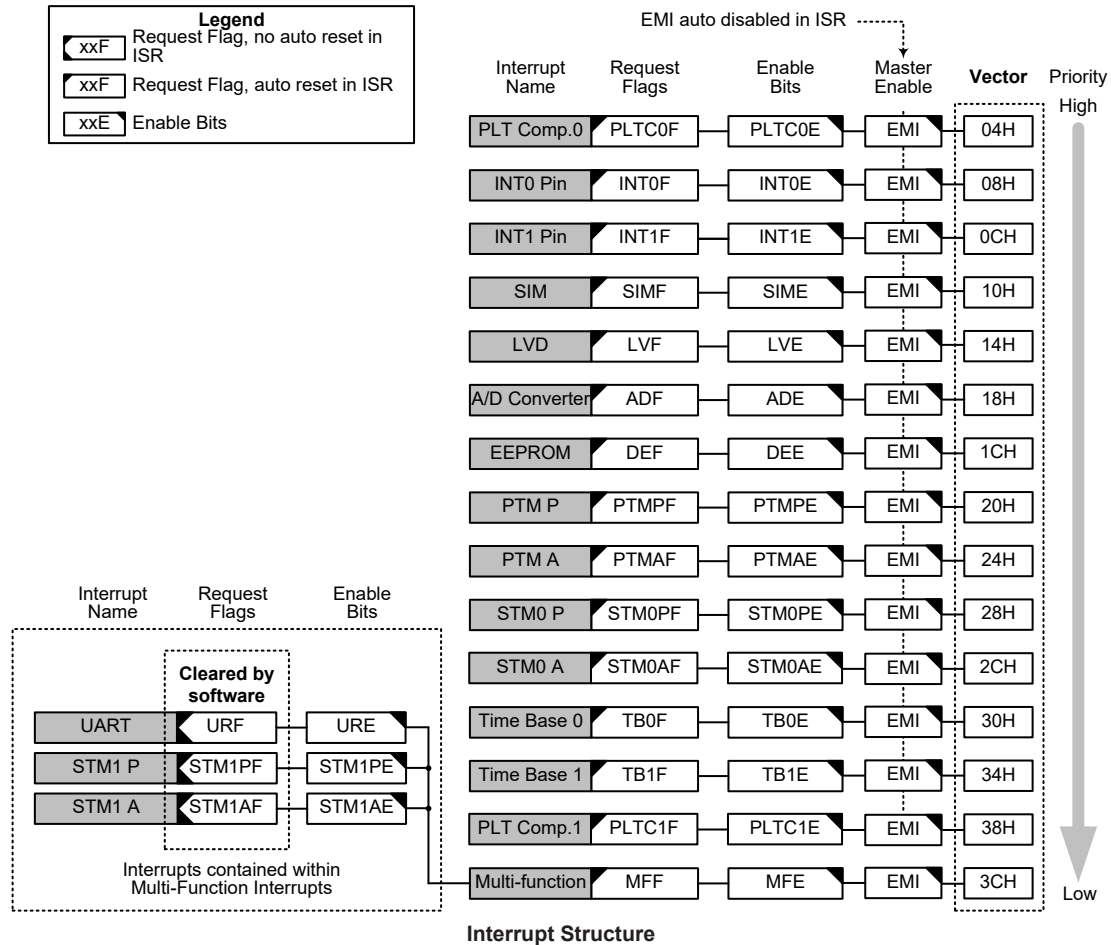 Legend
xxF Request Flag, no auto reset in
ISR
xxF Request Flag, auto reset in ISR
xxE Enable Bits
EMI auto disabled in ISR
Interrupt
Name
Request
Flags
Enable
Bits
Master
Enable
Vector
Priority
High
PLT Comp.0 PLTC0F PLTC0E EMI 04H
INT0 Pin INT0F INT0E EMI 08H
INT1 Pin INT1F INT1E EMI 0CH
SIM SIMF SIME EMI 10H
LVD LVF LVE EMI 14H
A/D Converter ADF ADE EMI 18H
EEPROM DEF DEE EMI 1CH
PTM P PTMPF PTMPE EMI 20H
PTM A PTMAF PTMAE EMI 24H
STM0 P STM0PF STM0PE EMI 28H
STM0 A STM0AF STM0AE EMI 2CH
Time Base 0 TB0F TB0E EMI 30H
Time Base 1 TB1F TB1E EMI 34H
PLT Comp.1 PLTC1F PLTC1E EMI 38H
Multi-function MFF MFE EMI 3CH
Low
Interrupt
Name
Request
Flags
Enable
Bits
Cleared by
software
UART URF URE
STM1 P STM1PF STM1PE
STM1 A STM1AF STM1AE
Interrupts contained within
Multi-Function Interrupts
Interrupt Structure